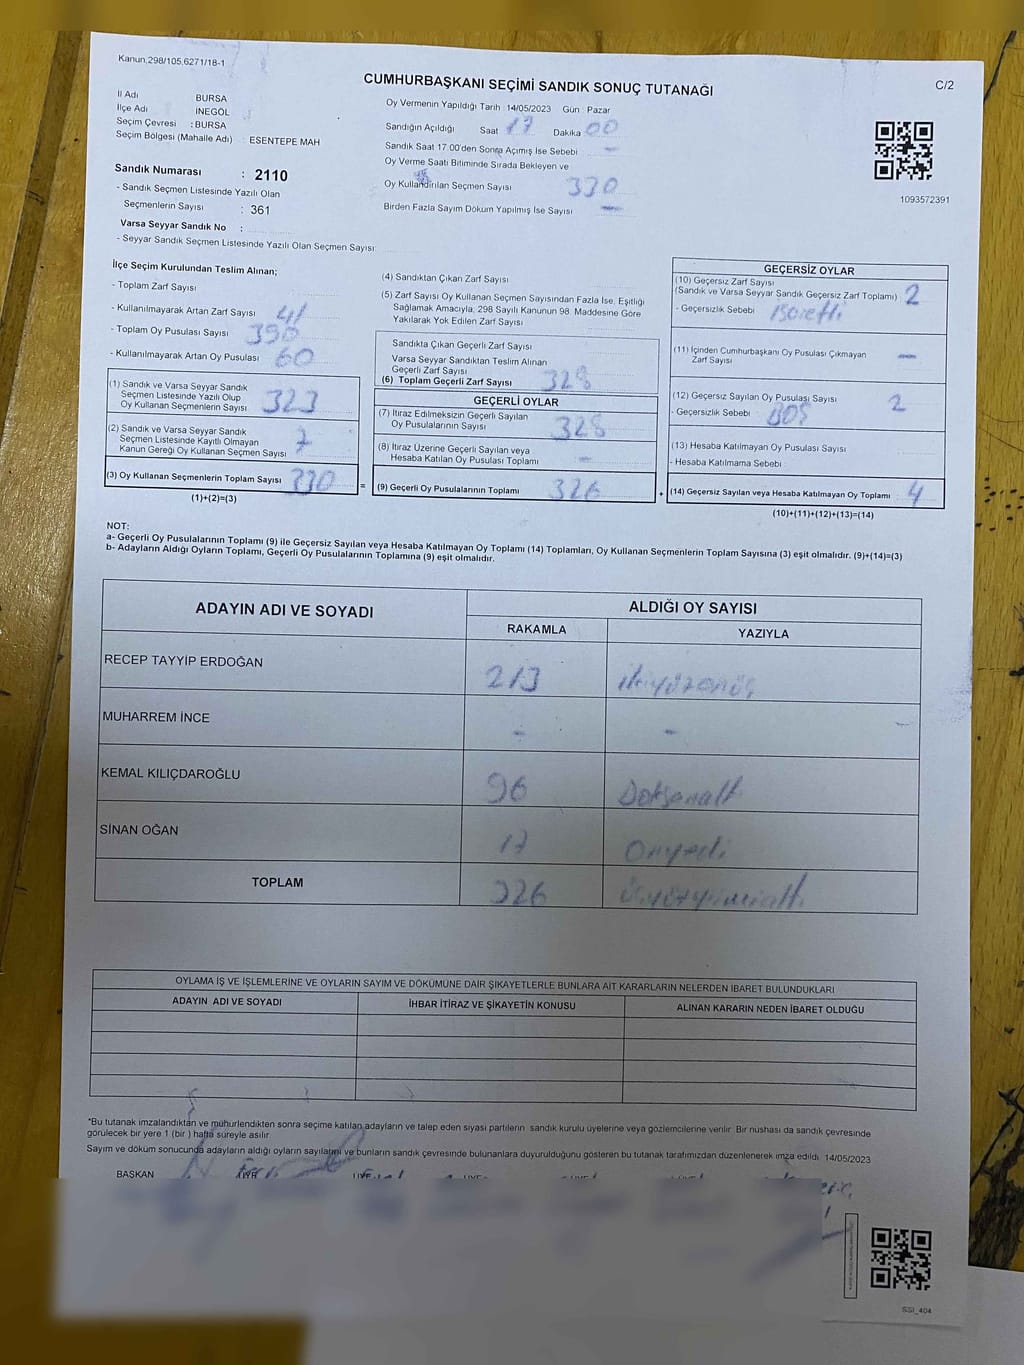 Kanun.298/105,6271/18-1
C/2
CUMHURBAŞKANI SEÇİMİ SANDIK SONUÇ TUTANAĞI
İl Adı BURSA
İlçe Adı İNEGÖL
Seçim Çevresi : BURSA
Seçim Bölgesi (Mahalle Adı) : ESENTEPE MAH
Sandık Numarası : 2110
- Sandık Seçmen Listesinde Yazılı Olan
Seçmenlerin Sayısı : 361
Varsa Seyyar Sandık No :
- Seyyar Sandık Seçmen Listesinde Yazılı Olan Seçmen Sayısı:
Oy Vermenin Yapıldığı Tarih : 14/05/2023 Gün : Pazar
Sandığın Açıldığı Saat 17 Dakika 00
Sandık Saat 17:00'den Sonra Açımış İse Sebebi -
Oy Verme Saati Bitiminde Sırada Bekleyen ve
Oy Kullandırılan Seçmen Sayısı 330
Birden Fazla Sayım Döküm Yapılmış İse Sayısı -
1093572391
İlçe Seçim Kurulundan Teslim Alınan;
- Toplam Zarf Sayısı
- Kullanılmayarak Artan Zarf Sayısı 41
- Toplam Oy Pusulası Sayısı 390
- Kullanılmayarak Artan Oy Pusulası 60
(1) Sandık ve Varsa Seyyar Sandık
Seçmen Listesinde Yazılı Olup
Oy Kullanan Seçmenlerin Sayısı 323
(2) Sandık ve Varsa Seyyar Sandık
Seçmen Listesinde Kayıtlı Olmayan
Kanun Gereği Oy Kullanan Seçmen Sayısı 7
(3) Oy Kullanan Seçmenlerin Toplam Sayısı 330
(1)+(2)=(3)
(4) Sandıktan Çıkan Zarf Sayısı
(5) Zarf Sayısı Oy Kullanan Seçmen Sayısından Fazla İse, Eşitliği
Sağlamak Amacıyla, 298 Sayılı Kanunun 98. Maddesine Göre
Yakılarak Yok Edilen Zarf Sayısı
Sandıkta Çıkan Geçerli Zarf Sayısı
Varsa Seyyar Sandıktan Teslim Alınan
Geçerli Zarf Sayısı
(6) Toplam Geçerli Zarf Sayısı 328
GEÇERLİ OYLAR
(7) İtiraz Edilmeksizin Geçerli Sayılan
Oy Pusulalarının Sayısı 328
(8) İtiraz Üzerine Geçerli Sayılan veya
Hesaba Katılan Oy Pusulası Toplamı -
= (9) Geçerli Oy Pusulalarının Toplamı 326
GEÇERSİZ OYLAR
(10) Geçersiz Zarf Sayısı
(Sandık ve Varsa Seyyar Sandık Geçersiz Zarf Toplamı) 2
- Geçersizlik Sebebi işaretli
(11) İçinden Cumhurbaşkanı Oy Pusulası Çıkmayan
Zarf Sayısı -
(12) Geçersiz Sayılan Oy Pusulası Sayısı 2
- Geçersizlik Sebebi BOŞ
(13) Hesaba Katılmayan Oy Pusulası Sayısı
- Hesaba Katılmama Sebebi
+ (14) Geçersiz Sayılan veya Hesaba Katılmayan Oy Toplamı 4
(10)+(11)+(12)+(13)=(14)
NOT:
a- Geçerli Oy Pusulalarının Toplamı (9) ile Geçersiz Sayılan veya Hesaba Katılmayan Oy Toplamı (14) Toplamları, Oy Kullanan Seçmenlerin Toplam Sayısına (3) eşit olmalıdır. (9)+(14)=(3)
b- Adayların Aldığı Oyların Toplamı, Geçerli Oy Pusulalarının Toplamına (9) eşit olmalıdır.
ADAYIN ADI VE SOYADI ALDIĞI OY SAYISI
RAKAMLA YAZIYLA
RECEP TAYYİP ERDOĞAN 213 ikiyüzonüç
MUHARREM İNCE - -
KEMAL KILIÇDAROĞLU 96 Doksanaltı
SİNAN OĞAN 17 Onyedi
TOPLAM 326 Üçyüzyirmialtı
OYLAMA İŞ VE İŞLEMLERİNE VE OYLARIN SAYIM VE DÖKÜMÜNE DAİR ŞİKAYETLERLE BUNLARA AİT KARARLARIN NELERDEN İBARET BULUNDUKLARI
ADAYIN ADI VE SOYADI İHBAR İTİRAZ VE ŞİKAYETİN KONUSU ALINAN KARARIN NEDEN İBARET OLDUĞU
*Bu tutanak imzalandıktan ve mühürlendikten sonra seçime katılan adayların ve talep eden siyasi partilerin sandık kurulu üyelerine veya gözlemcilerine verilir. Bir nüshası da sandık çevresinde
görülecek bir yere 1 (bir ) hafta süreyle asılır.
Sayım ve döküm sonucunda adayların aldığı oyların sayılarını ve bunların sandık çevresinde bulunanlara duyurulduğunu gösteren bu tutanak tarafımızdan düzenlenerek imza edildi. 14/05/2023
BAŞKAN
SSI_404